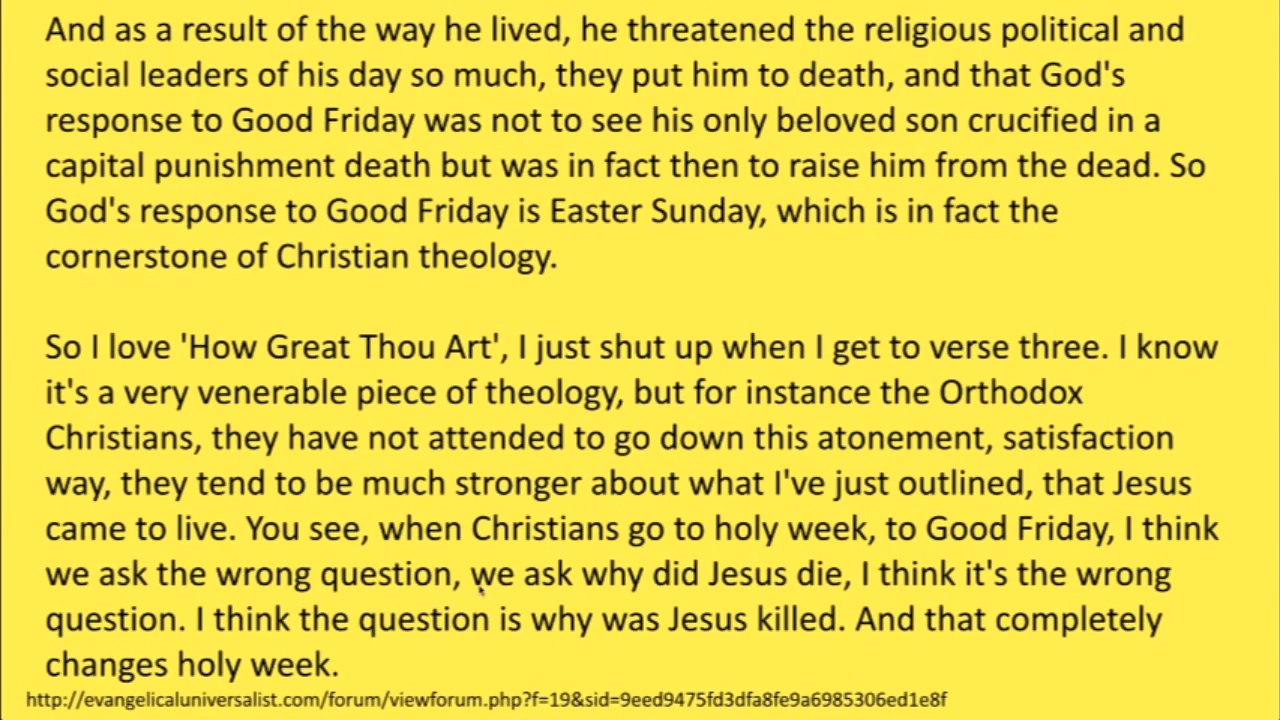 And as a result of the way he lived, he threatened the religious political and
social leaders of his day so much, they put him to death, and that God's
response to Good Friday was not to see his only beloved son crucified in a
capital punishment death but was in fact then to raise him from the dead. So
God's response to Good Friday is Easter Sunday, which is in fact the
cornerstone of Christian theology.
So I love 'How Great Thou Art', I just shut up when I get to verse three. I know
it's a very venerable piece of theology, but for instance the Orthodox
Christians, they have not attended to go down this atonement, satisfaction
way, they tend to be much stronger about what I've just outlined, that Jesus
came to live. You see, when Christians go to holy week, to Good Friday, I think
we ask the wrong question, we ask why did Jesus die, I think it's the wrong
question. I think the question is why was Jesus killed. And that completely
changes holy week.
http://evangelicaluniversalist.com/forum/viewforum.php?f=19&sid=9eed9475fd3dfa8fe9a6985306ed1e8f